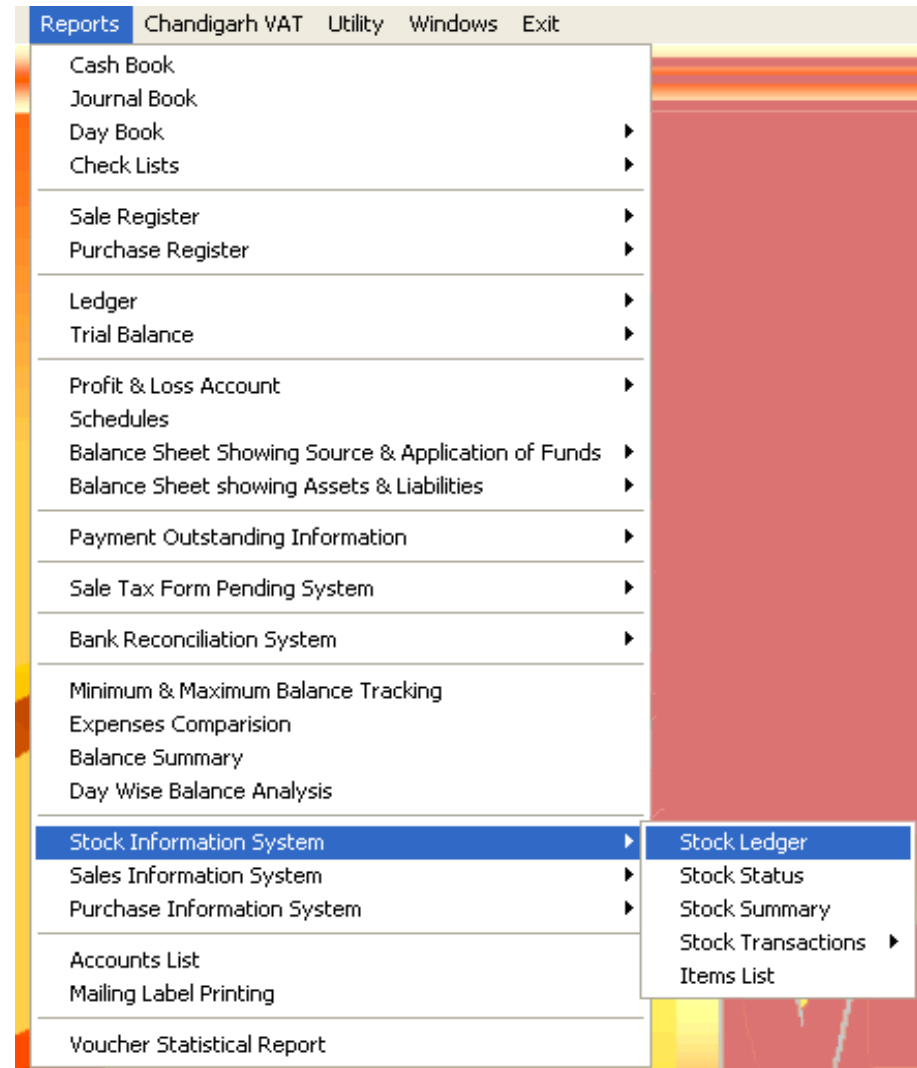 Reports Chandigarh VAT Utility Windows Exit
Cash Book
Journal Book
Day Book
Check Lists
Sale Register
Purchase Register
Ledger
Trial Balance
Profit & Loss Account
Schedules
Balance Sheet Showing Source & Application of Funds
Balance Sheet showing Assets & Liabilities
Payment Outstanding Information
Sale Tax Form Pending System
Bank Reconciliation System
Minimum & Maximum Balance Tracking
Expenses Comparision
Balance Summary
Day Wise Balance Analysis
Stock Information System
Sales Information System
Purchase Information System
Accounts List
Mailing Label Printing
Voucher Statistical Report
Stock Ledger
Stock Status
Stock Summary
Stock Transactions
Items List